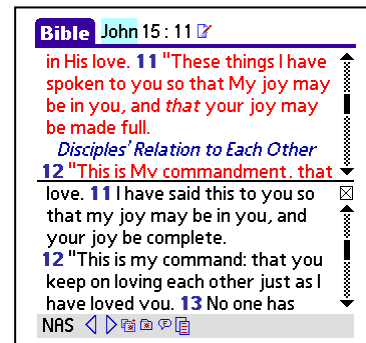 Bible John 15 : 11
in His love. 11 "These things I have
spoken to you so that My joy may
be in you, and that your joy may
be made full.
Disciples' Relation to Each Other
12 "This is My commandment, that
love. 11 I have said this to you so
that my joy may be in you, and
your joy be complete.
12 "This is my command: that you
keep on loving each other just as I
have loved you. 13 No one has
NAS